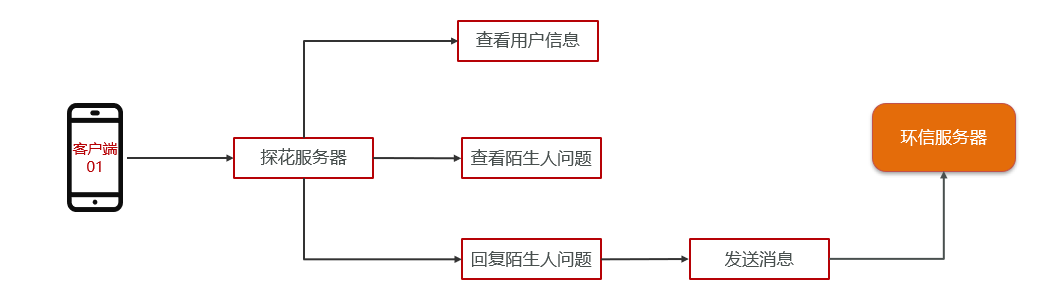 查看用户信息
客户端
01
探花服务器
查看陌生人问题
环信服务器
回复陌生人问题
发送消息